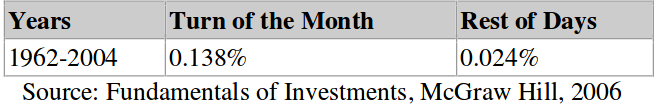 Years Turn of the Month Rest of Days
1962-2004 0.138% 0.024%
Source: Fundamentals of Investments, McGraw Hill, 2006